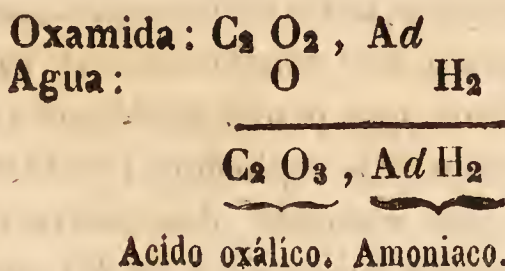 Oxamida: C₂ O₂, Ad
Agua: O H₂
C₂ O₃, Ad H₂
Acido oxálico. Amoniaco.